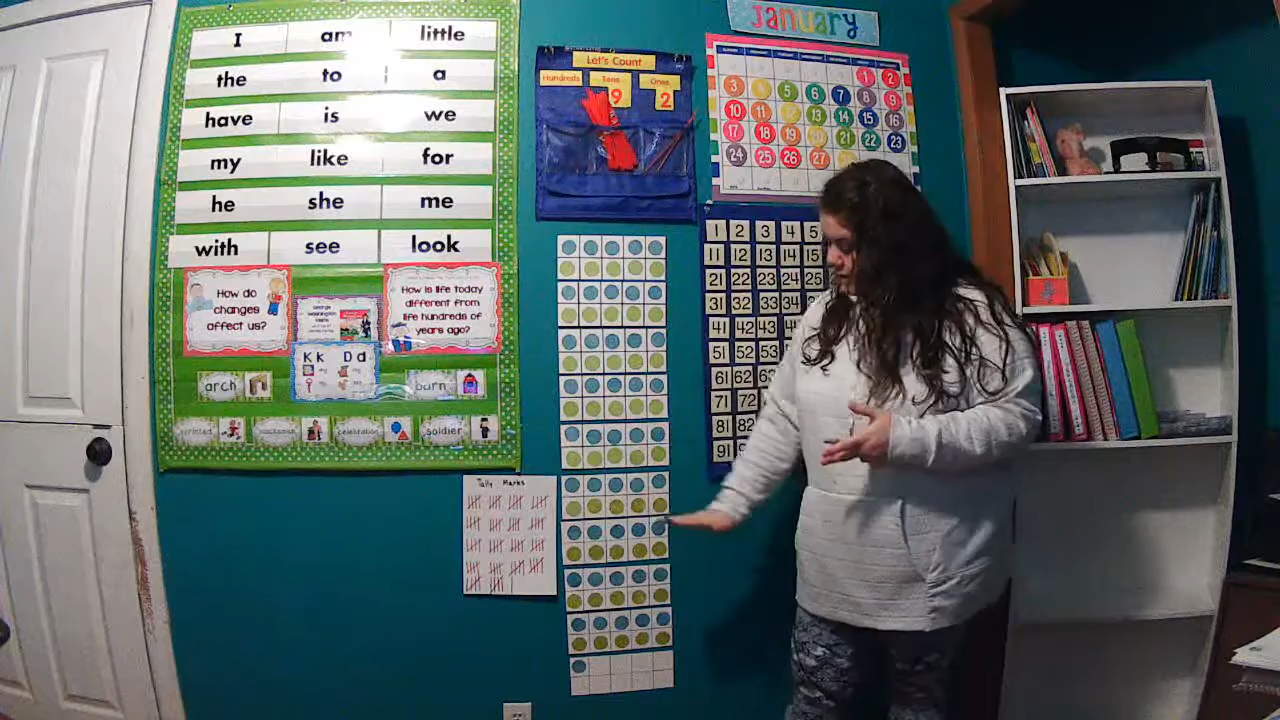 I am little
the to a
have is we
my like for
he she me
with see look
How do
changes
affect us?
How is life today
different from
life hundreds of
years ago?
Kk Dd
arch
barn
celebration
soldier
Tally Marks
Let's Count
Hundreds Tens Ones
9 2
January
1 2
3 5 6 7 8 9
10 11 12 13 14 15 16
17 18 19 20 21 22 23
24 25 26 27
1 2 3 4 5
11 12 13 14 15
21 22 23 24 25
31 32 33 34
41 42 43 44
51 52 53
61 62
71 72
81 82
91